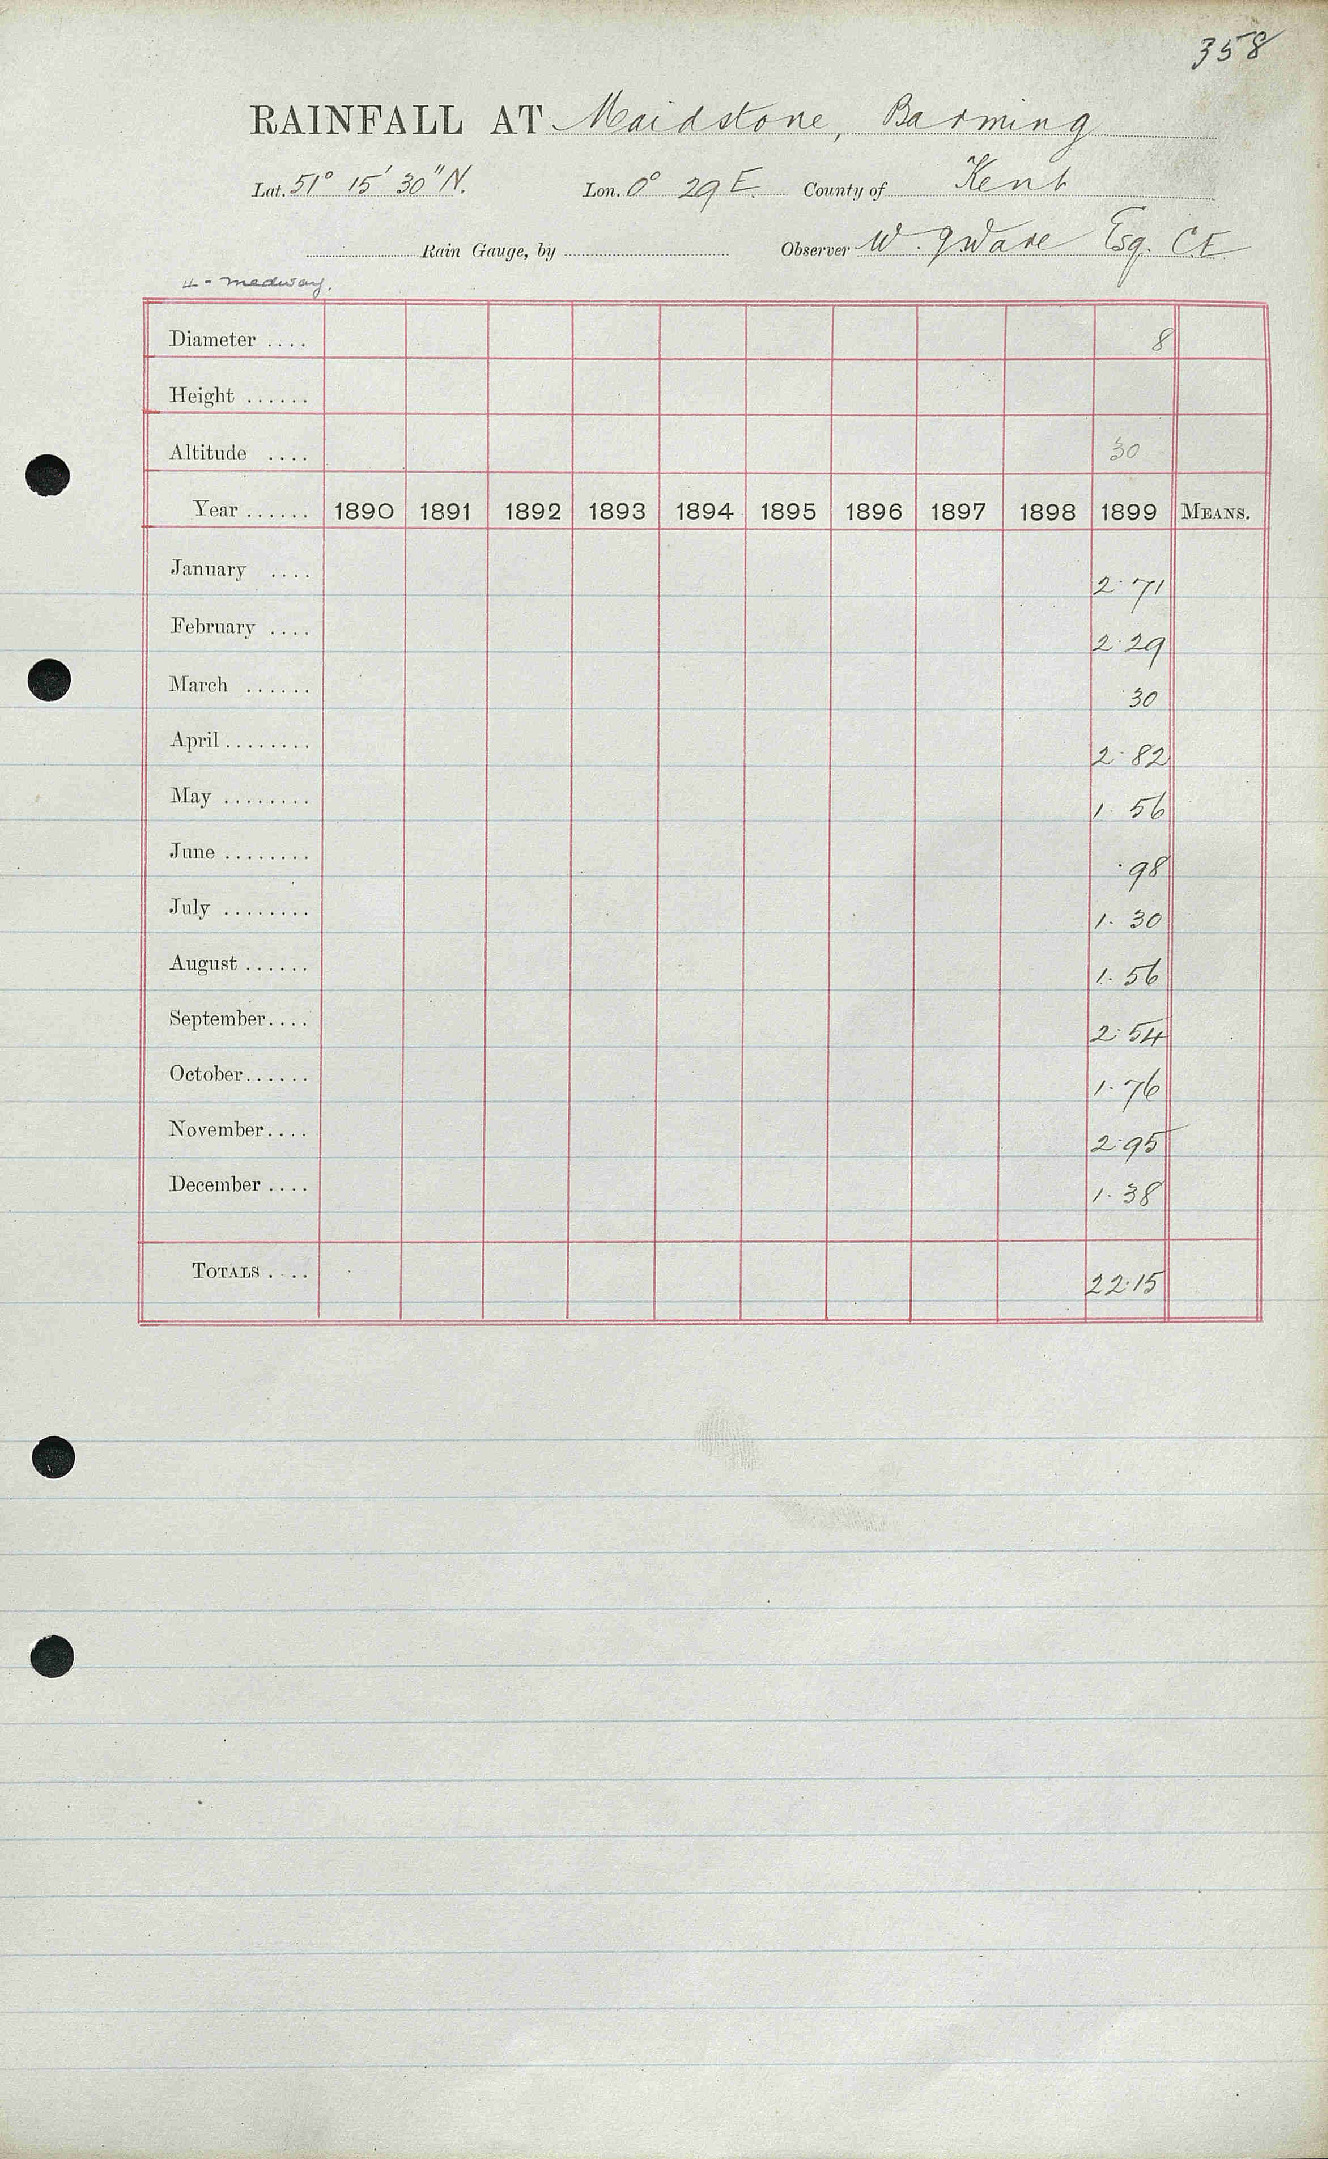 358
RAINFALL AT Maidstone, Barming
Lat. 51° 15' 30" N. Lon. 0° 29 E. County of Kent
Rain Gauge, by Observer W. J Ware Esq. CE
4 - Medway.
Diameter .... 8
Height ......
Altitude .... 30
Year ...... 1890 1891 1892 1893 1894 1895 1896 1897 1898 1899 MEANS.
January .... 2.71
February .... 2.29
March ...... 30
April ........ 2.82
May ........ 1.56
June ........ .98
July ........ 1.30
August ...... 1.56
September.... 2.54
October...... 1.76
November.... 2.95
December .... 1.38
TOTALS .... 22.15